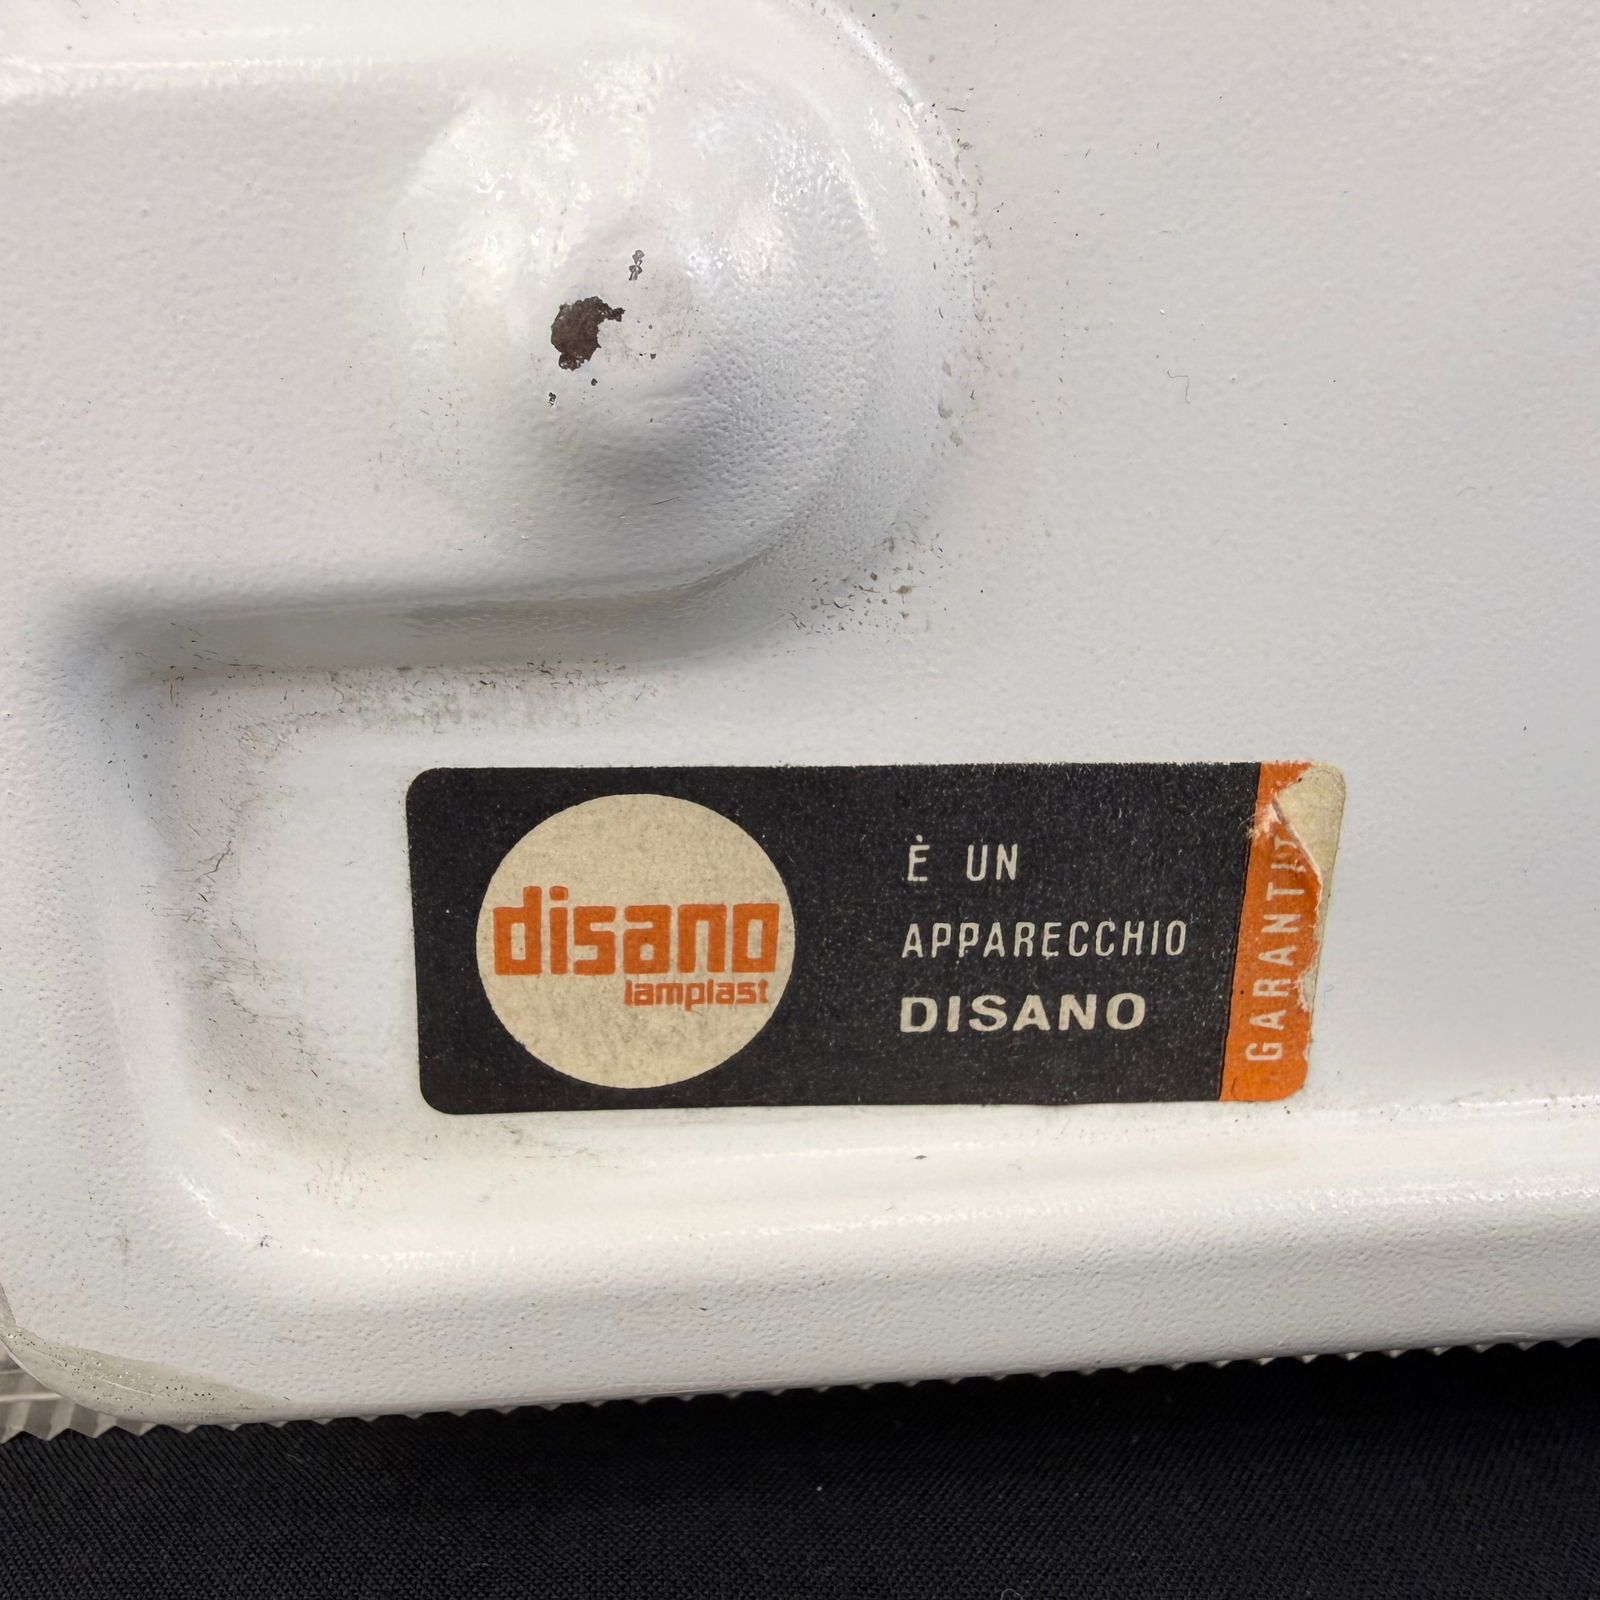 disano
lamplast
È UN
APPARECCHIO
DISANO